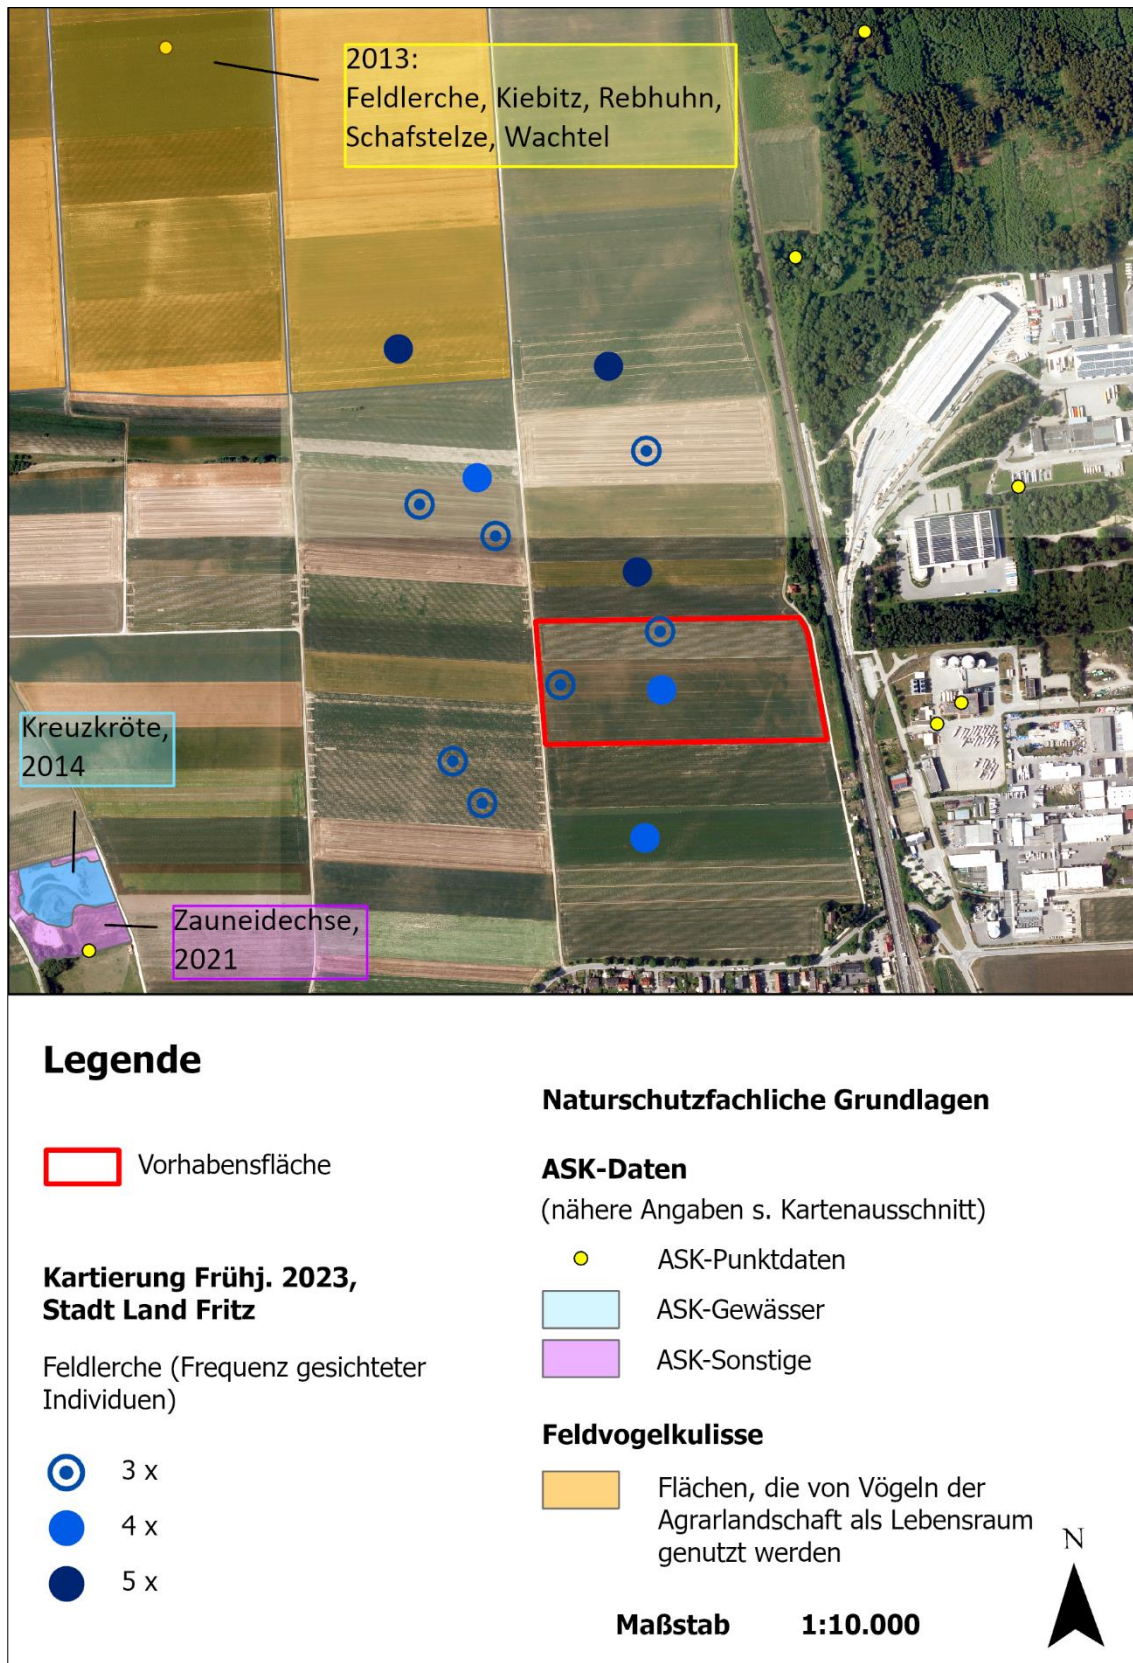 2013:
Feldlerche, Kiebitz, Rebhuhn,
Schafstelze, Wachtel
Kreuzkröte,
2014
Zauneidechse,
2021
Legende
Vorhabensfläche
Kartierung Frühj. 2023,
Stadt Land Fritz
Feldlerche (Frequenz gesichteter
Individuen)
3 x
4 x
5 x
Naturschutzfachliche Grundlagen
ASK-Daten
(nähere Angaben s. Kartenausschnitt)
ASK-Punktdaten
ASK-Gewässer
ASK-Sonstige
Feldvogelkulisse
Flächen, die von Vögeln der
Agrarlandschaft als Lebensraum
genutzt werden
N
Maßstab 1:10.000